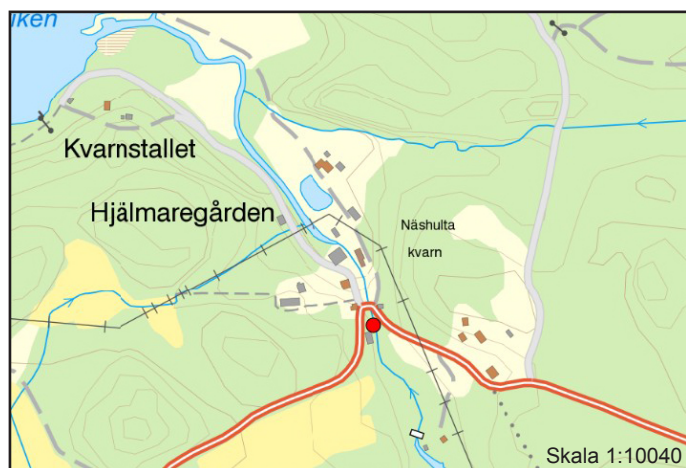 iken
Kvarnstallet
Hjälmaregården
Näshulta
kvarn
Skala 1:10040